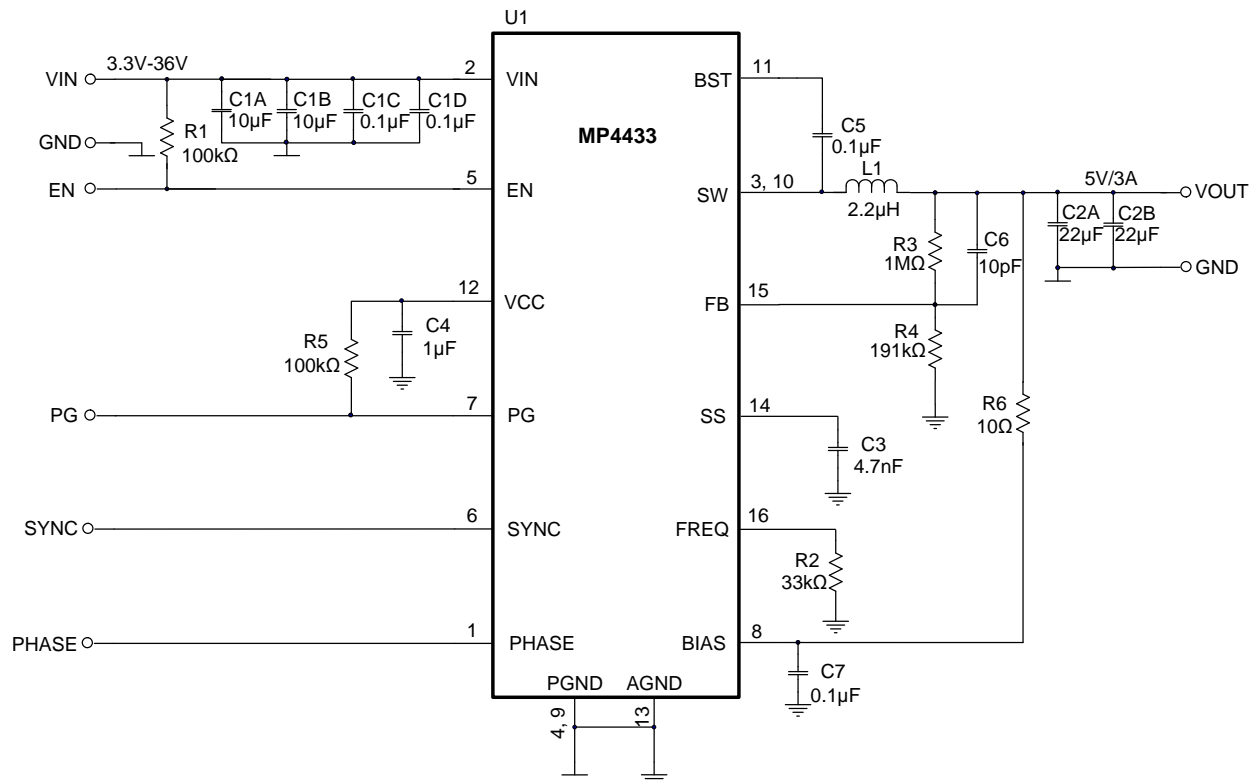 U1
VIN
3.3V-36V
2
VIN
BST
11
C1A
10µF
C1B
10µF
C1C
0.1µF
C1D
0.1µF
GND
R1
100kΩ
MP4433
C5
0.1µF
L1
2.2µH
EN
5
EN
SW
3, 10
5V/3A
VOUT
C2A
22µF
C2B
22µF
R3
1MΩ
C6
10pF
GND
12
VCC
FB
15
R5
100kΩ
C4
1µF
R4
191kΩ
PG
7
PG
SS
14
R6
10Ω
C3
4.7nF
SYNC
6
SYNC
FREQ
16
R2
33kΩ
PHASE
1
PHASE
BIAS
8
C7
0.1µF
PGND
AGND
4, 9
13